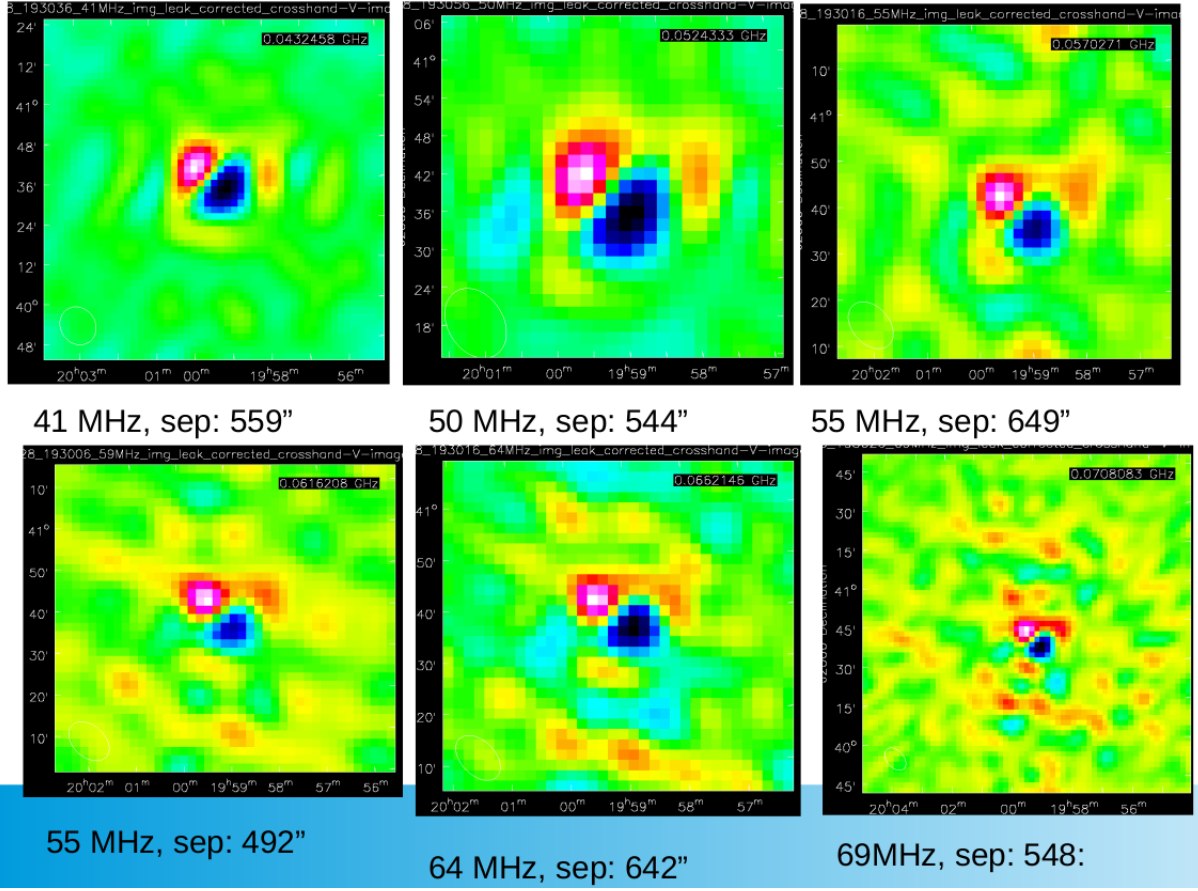 8_193036_41MHz_img_leak_corrected_crosshand-V-ima
0.0432458 GHz
24'
12'
41°
48'
36'
24'
12'
40°
48'
20ʰ03ᵐ 01ᵐ 00ᵐ 19ʰ58ᵐ 56ᵐ
41 MHz, sep: 559”
8_193056_50MHz_img_leak_corrected_crosshand-V-ima
0.0524333 GHz
06'
41°
54'
48'
42'
36'
30'
24'
18'
20ʰ01ᵐ 00ᵐ 19ʰ59ᵐ 58ᵐ 57ᵐ
50 MHz, sep: 544”
8_193016_55MHz_img_leak_corrected_crosshand-V-ima
0.0570271 GHz
10'
41°
50'
40'
30'
20'
10'
20ʰ02ᵐ 01ᵐ 00ᵐ 19ʰ59ᵐ 58ᵐ 57ᵐ
55 MHz, sep: 649”
28_193006_59MHz_img_leak_corrected_crosshand-V-image
0.0616208 GHz
10'
41°
50'
40'
30'
20'
10'
20ʰ02ᵐ 01ᵐ 00ᵐ 19ʰ59ᵐ 58ᵐ 56ᵐ
55 MHz, sep: 492”
8_193016_64MHz_img_leak_corrected_crosshand-V-image
0.0662146 GHz
41°
50'
40'
30'
20'
10'
20ʰ02ᵐ 01ᵐ 00ᵐ 19ʰ59ᵐ 58ᵐ 57ᵐ
64 MHz, sep: 642”
0.0708083 GHz
45'
30'
15'
41°
45'
30'
15'
40°
45'
20ʰ04ᵐ 02ᵐ 00ᵐ 19ʰ58ᵐ 56ᵐ
69MHz, sep: 548: